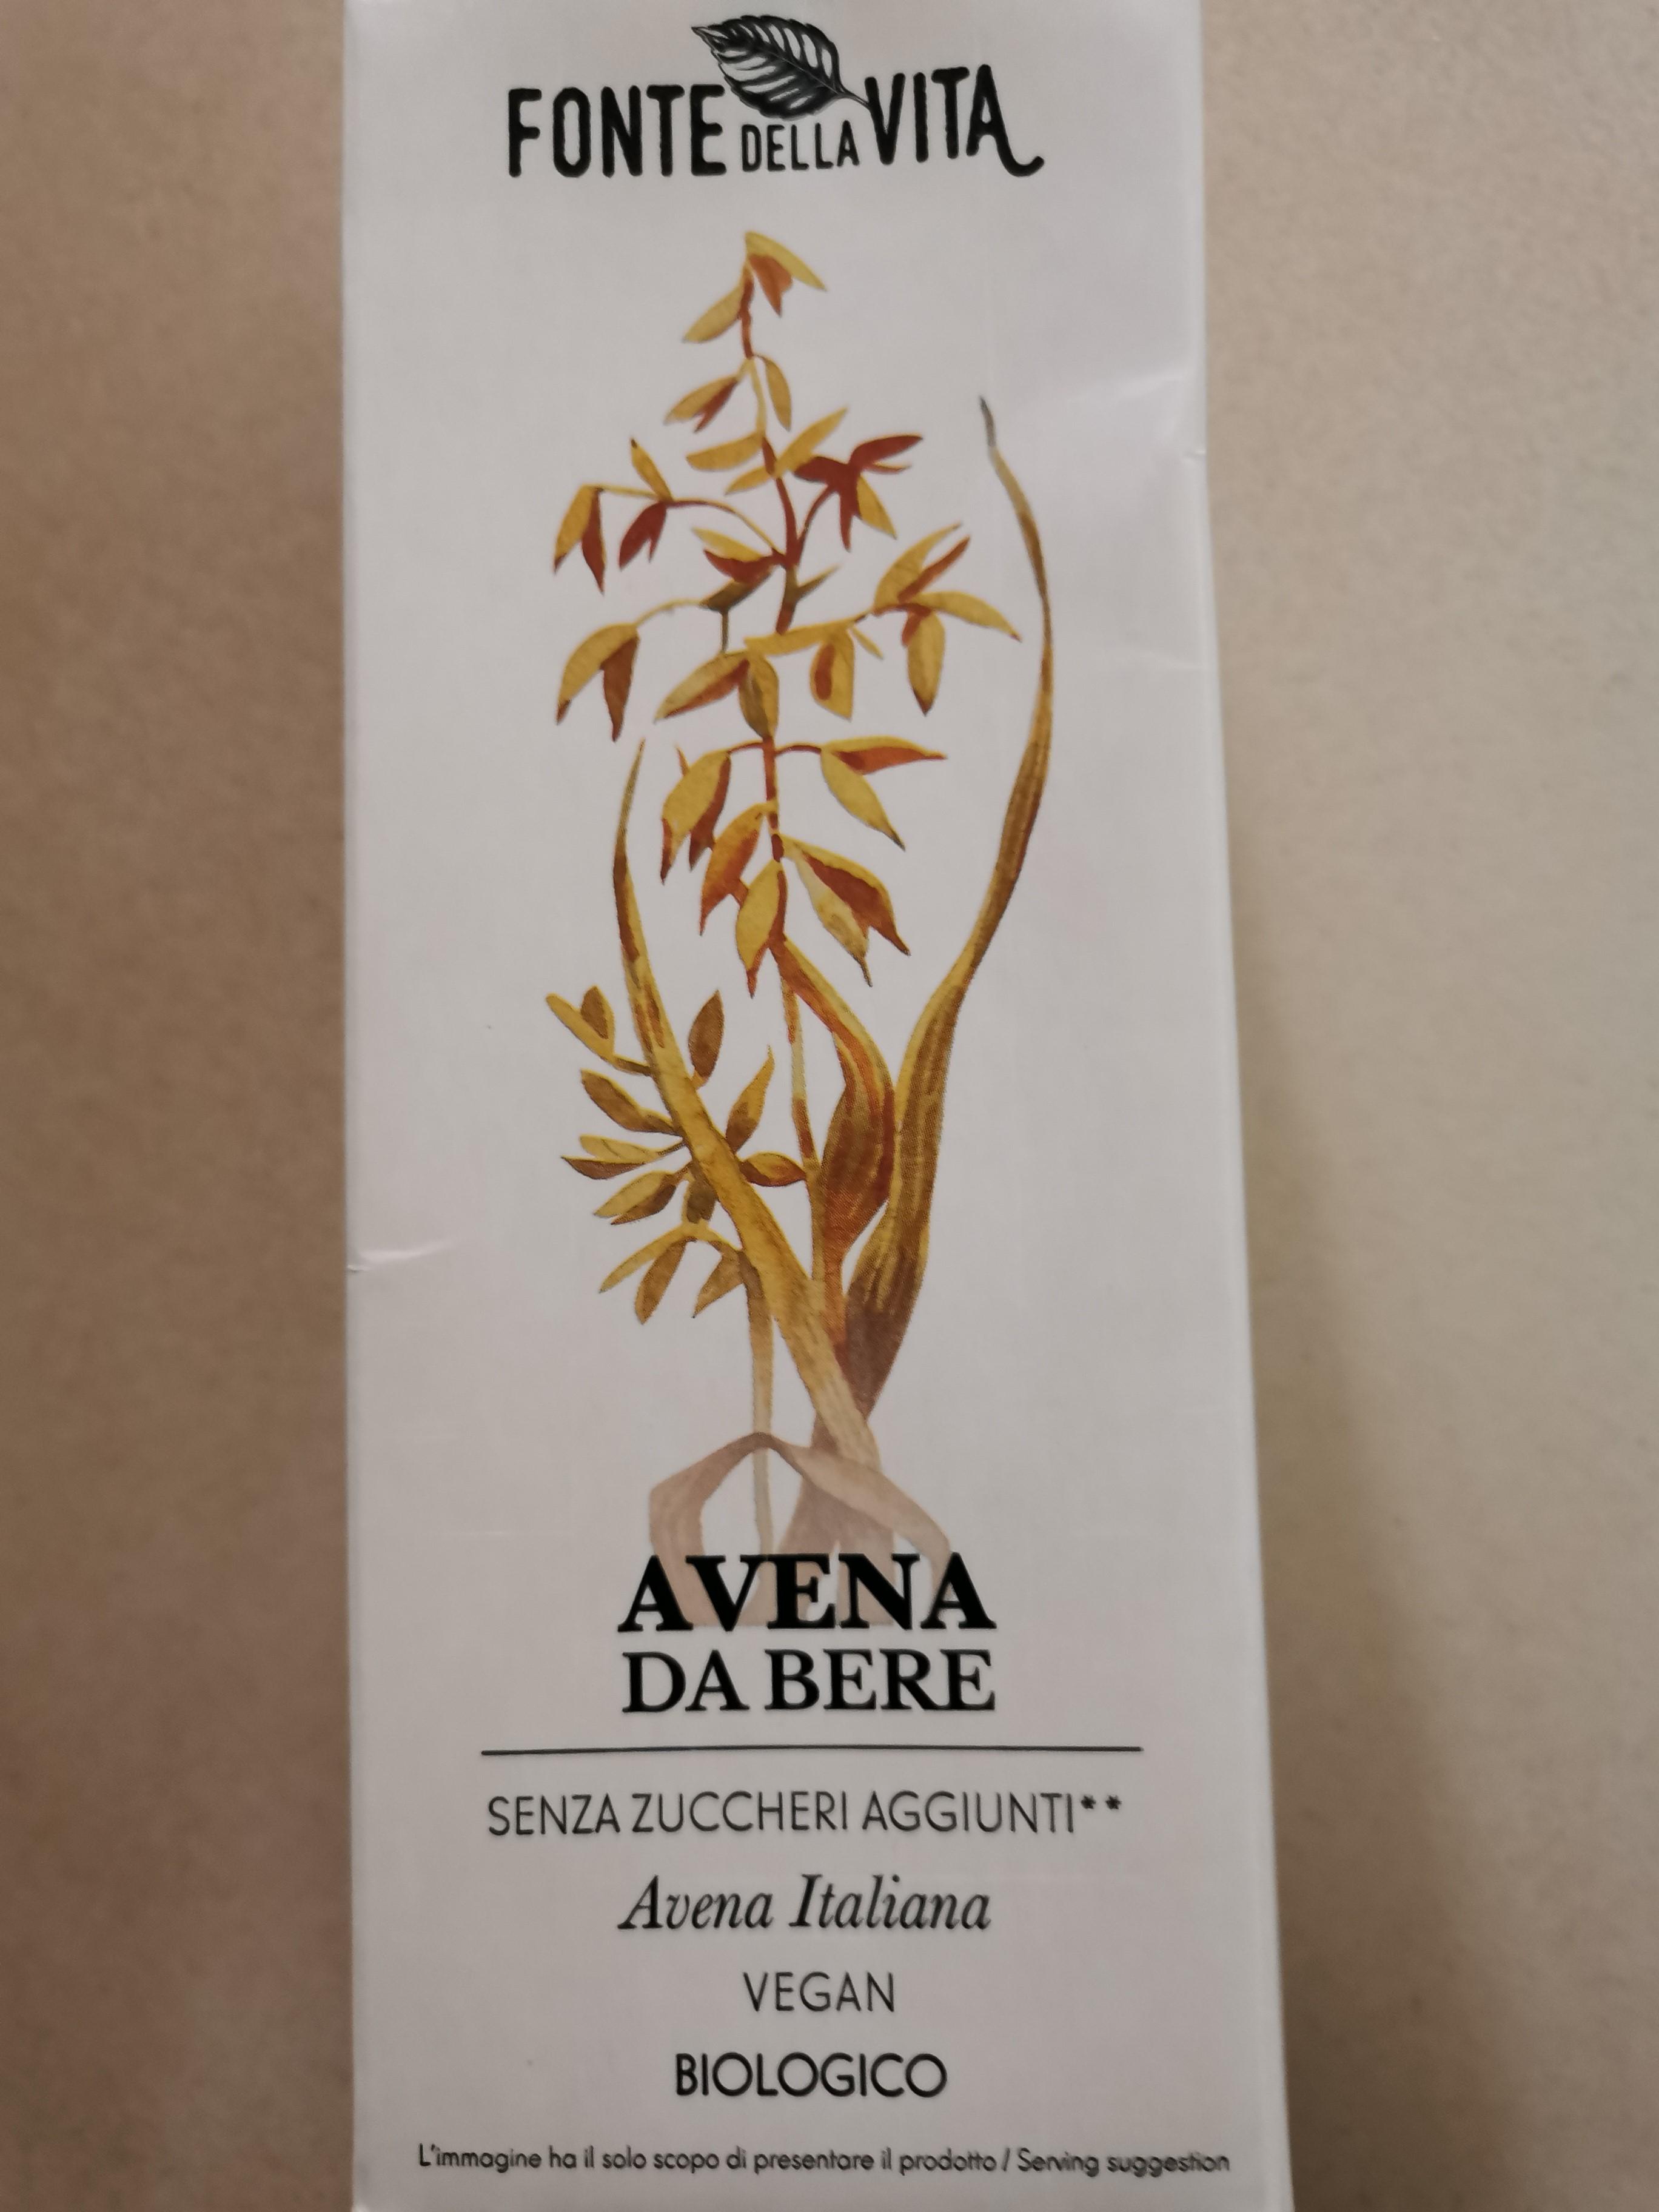 FONTE DELLA VITA
AVENA
DA BERE
SENZA ZUCCHERI AGGIUNTI**
Avena Italiana
VEGAN
BIOLOGICO
L'immagine ha il solo scopo di presentare il prodotto / Serving suggestion